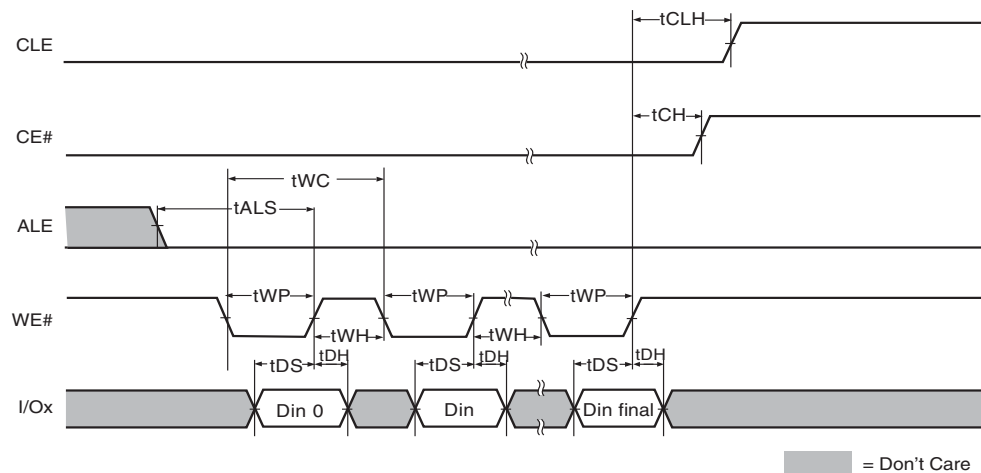 tCLH
CLE
tCH
CE#
tWC
tALS
ALE
tWP tWP tWP
WE#
tWH tWH
tDS tDH tDS tDH tDS tDH
I/Ox Din 0 Din Din final
= Don't Care